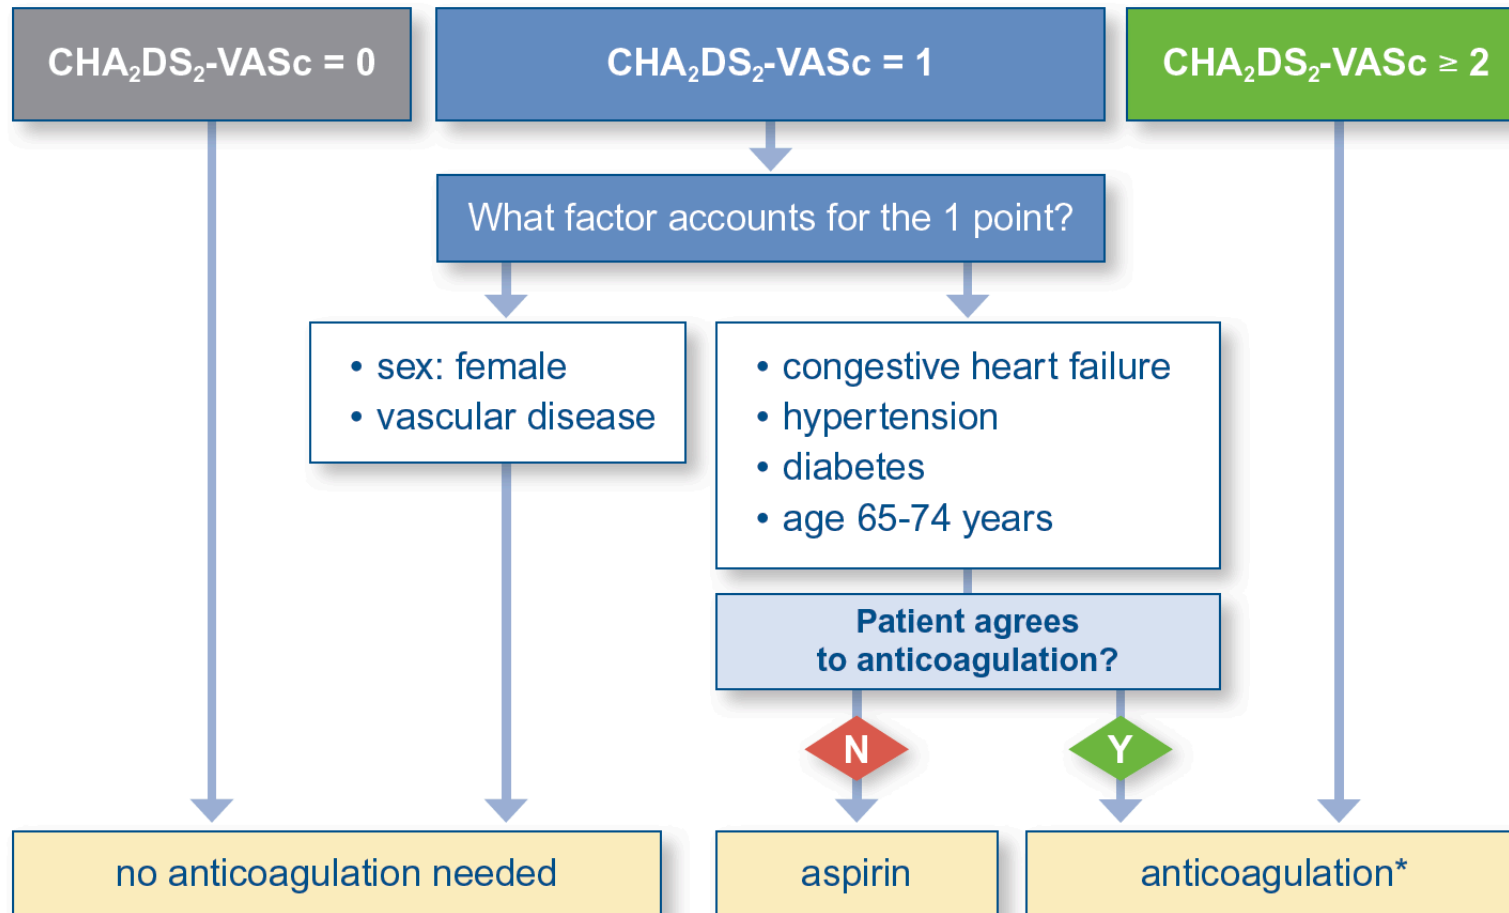 CHA₂DS₂-VASc = 0
CHA₂DS₂-VASc = 1
CHA₂DS₂-VASc ≥ 2
What factor accounts for the 1 point?
• sex: female
• vascular disease
• congestive heart failure
• hypertension
• diabetes
• age 65-74 years
Patient agrees
to anticoagulation?
N
Y
no anticoagulation needed
aspirin
anticoagulation*